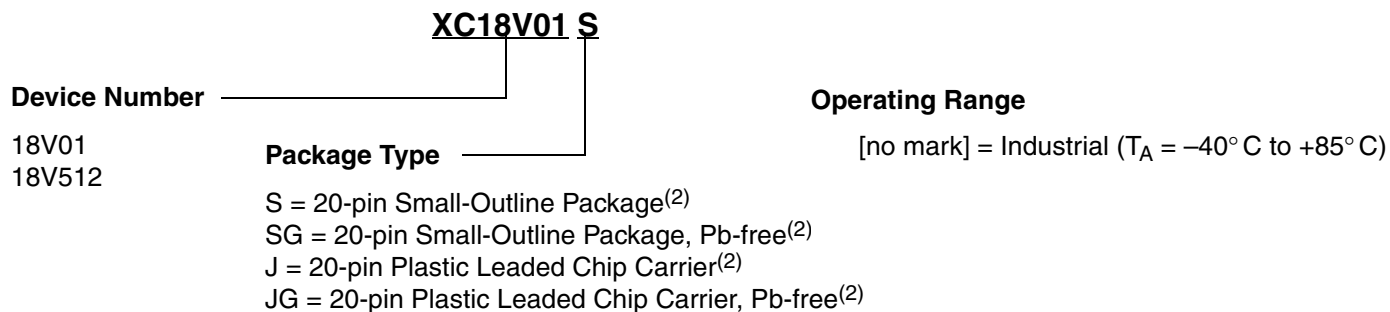 XC18V01 S
Device Number
18V01
18V512
Package Type
S = 20-pin Small-Outline Package(2)
SG = 20-pin Small-Outline Package, Pb-free(2)
J = 20-pin Plastic Leaded Chip Carrier(2)
JG = 20-pin Plastic Leaded Chip Carrier, Pb-free(2)
Operating Range
[no mark] = Industrial (TA = –40° C to +85° C)